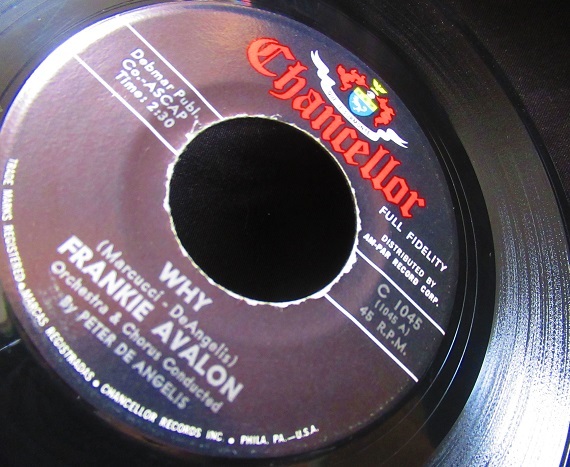 Chancellor
FULL FIDELITY
DISTRIBUTED BY
AM-PAR RECORD CORP.
Debmar Publ.
Co.-ASCAP
Time: 2:30
C 1045
(1045 A)
45 R.P.M.
WHY
(Marcucci - DeAngelis)
FRANKIE AVALON
Orchestra & Chorus Conducted
By PETER DE ANGELIS
TRADE MARKS REGISTERED • MARCAS REGISTRADAS • CHANCELLOR RECORDS INC. • PHILA. PA.—U.S.A.